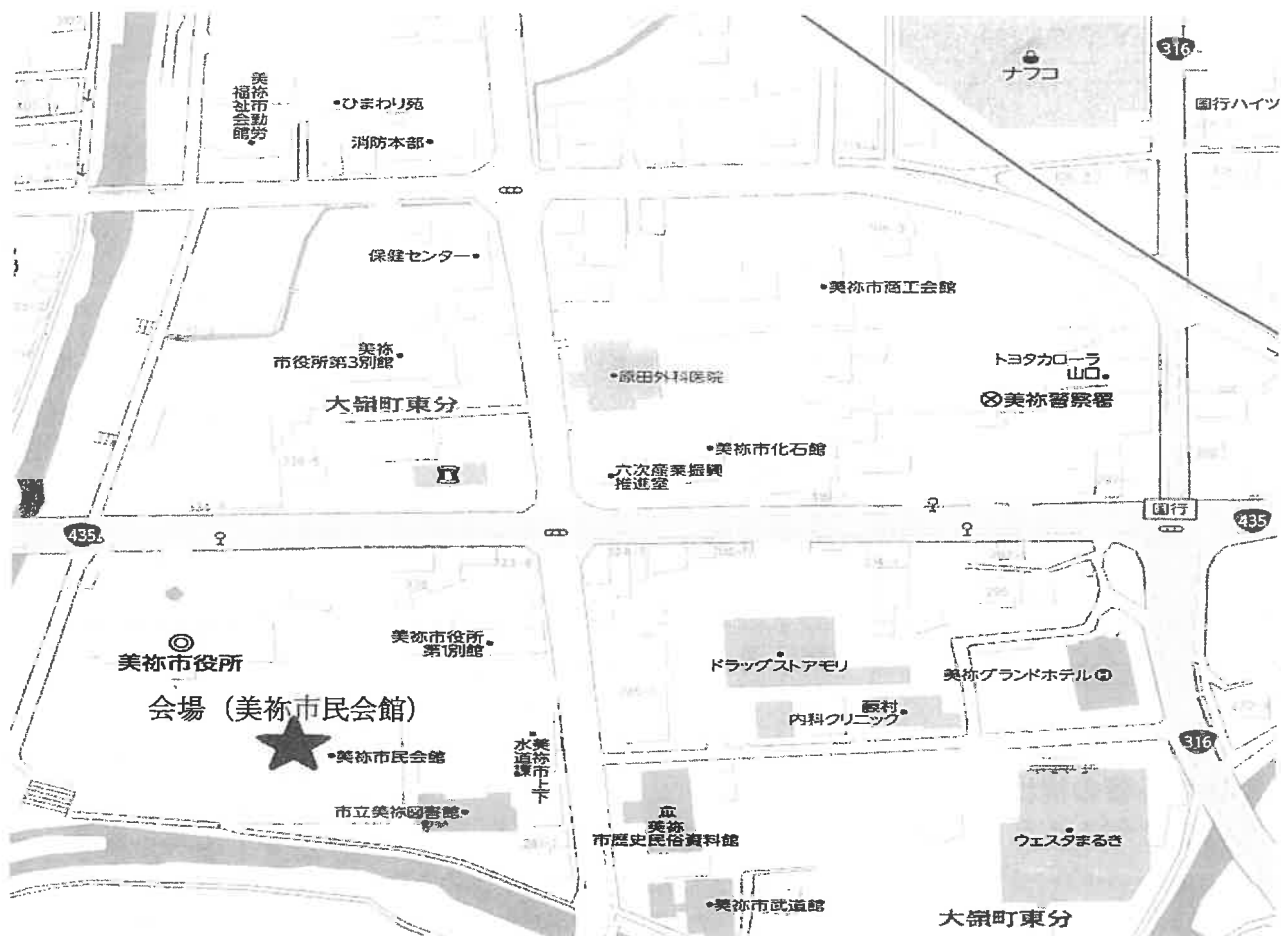 316
ナフコ
国行ハイツ
美祢市勤労
福祉会館
ひまわり苑
消防本部
保健センター
美祢市商工会館
美祢
市役所第3別館
原田外科医院
トヨタカローラ
山口
大嶺町東分
美祢警察署
美祢市化石館
六次産業振興
推進室
国行
435
435
美祢市役所
第1別館
美祢市役所
ドラッグストアモリ
美祢グランドホテル
H
会場（美祢市民会館）
内科クリニック
美祢市上下
水道課
316
美祢市民会館
市立美祢図書館
美祢
市歴史民俗資料館
ウェスタまるき
美祢市武道館
大嶺町東分